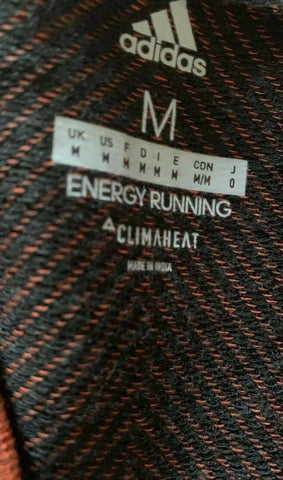 adidas
M
UK US F D I E CDN J
M M M M M M M/M O
ENERGY RUNNING
CLIMAHEAT
MADE IN INDIA